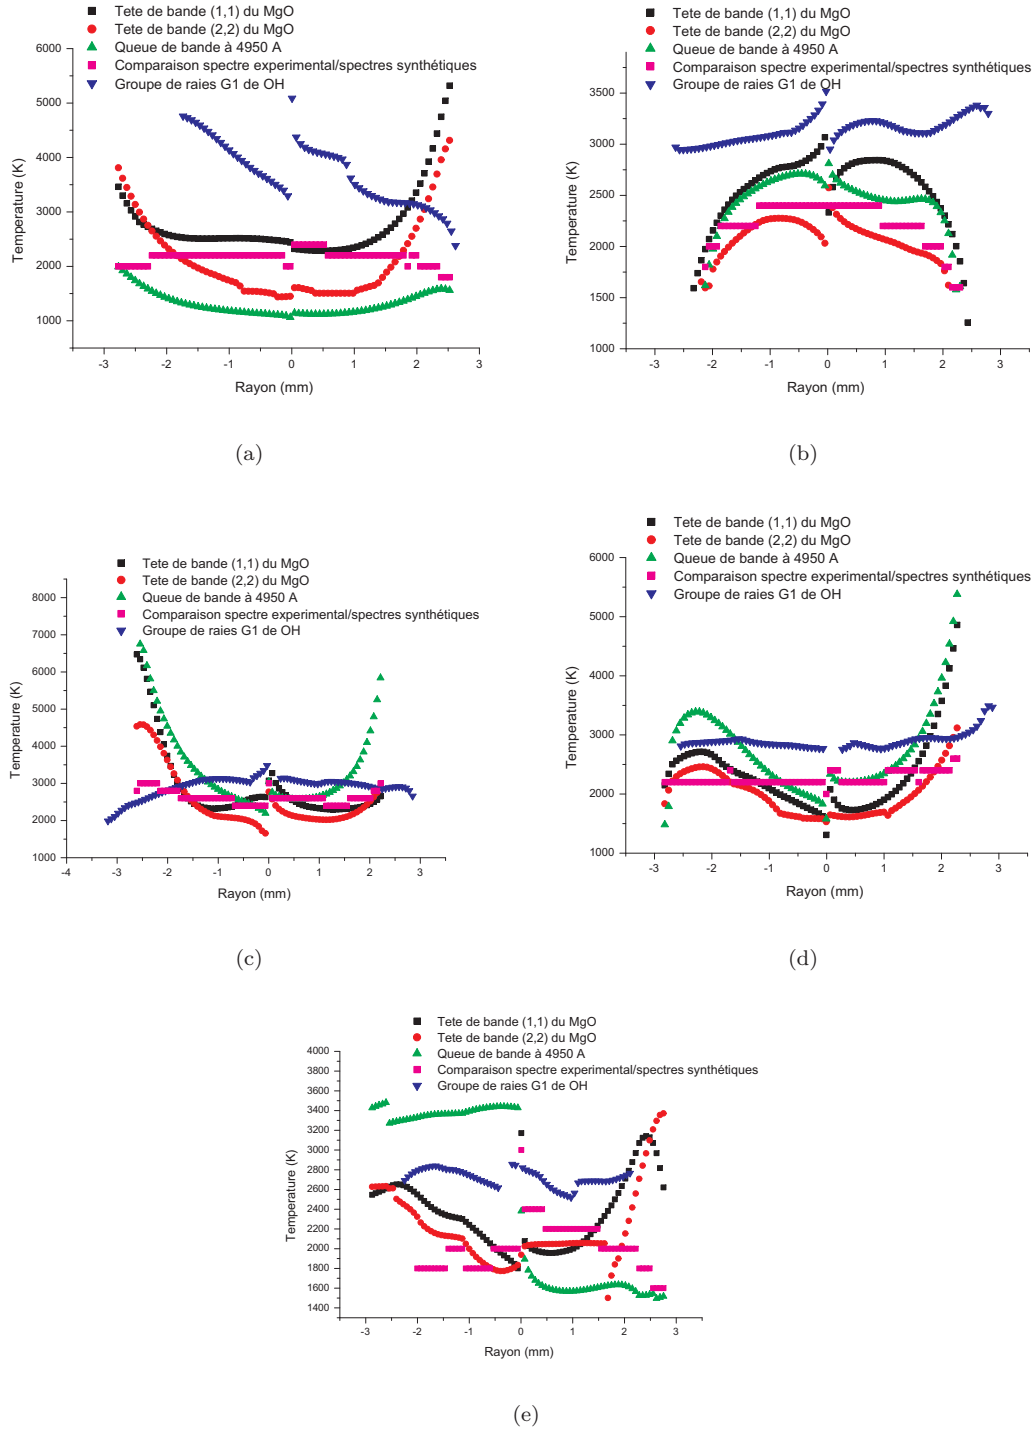 Tete de bande (1,1) du MgO
Tete de bande (2,2) du MgO
Queue de bande à 4950 A
Comparaison spectre experimental/spectres synthétiques
Groupe de raies G1 de OH
6000
5000
4000
3000
2000
1000
Temperature (K)
-3 -2 -1 0 1 2 3
Rayon (mm)
(a)
Tete de bande (1,1) du MgO
Tete de bande (2,2) du MgO
Queue de bande à 4950 A
Comparaison spectre experimental/spectres synthétiques
Groupe de raies G1 de OH
3500
3000
2500
2000
1500
1000
Temperature (K)
-3 -2 -1 0 1 2 3
Rayon (mm)
(b)
Tete de bande (1,1) du MgO
Tete de bande (2,2) du MgO
Queue de bande à 4950 A
Comparaison spectre experimental/spectres synthétiques
Groupe de raies G1 de OH
8000
7000
6000
5000
4000
3000
2000
1000
Temperature (K)
-4 -3 -2 -1 0 1 2 3
Rayon (mm)
(c)
Tete de bande (1,1) du MgO
Tete de bande (2,2) du MgO
Queue de bande à 4950 A
Comparaison spectre experimental/spectres synthétiques
Groupe de raies G1 de OH
6000
5000
4000
3000
2000
1000
Temperature (K)
-3 -2 -1 0 1 2 3
Rayon (mm)
(d)
Tete de bande (1,1) du MgO
Tete de bande (2,2) du MgO
Queue de bande à 4950 A
Comparaison spectre experimental/spectres synthétiques
Groupe de raies G1 de OH
4000
3800
3600
3400
3200
3000
2800
2600
2400
2200
2000
1800
1600
1400
Temperature (K)
-3 -2 -1 0 1 2 3
Rayon (mm)
(e)